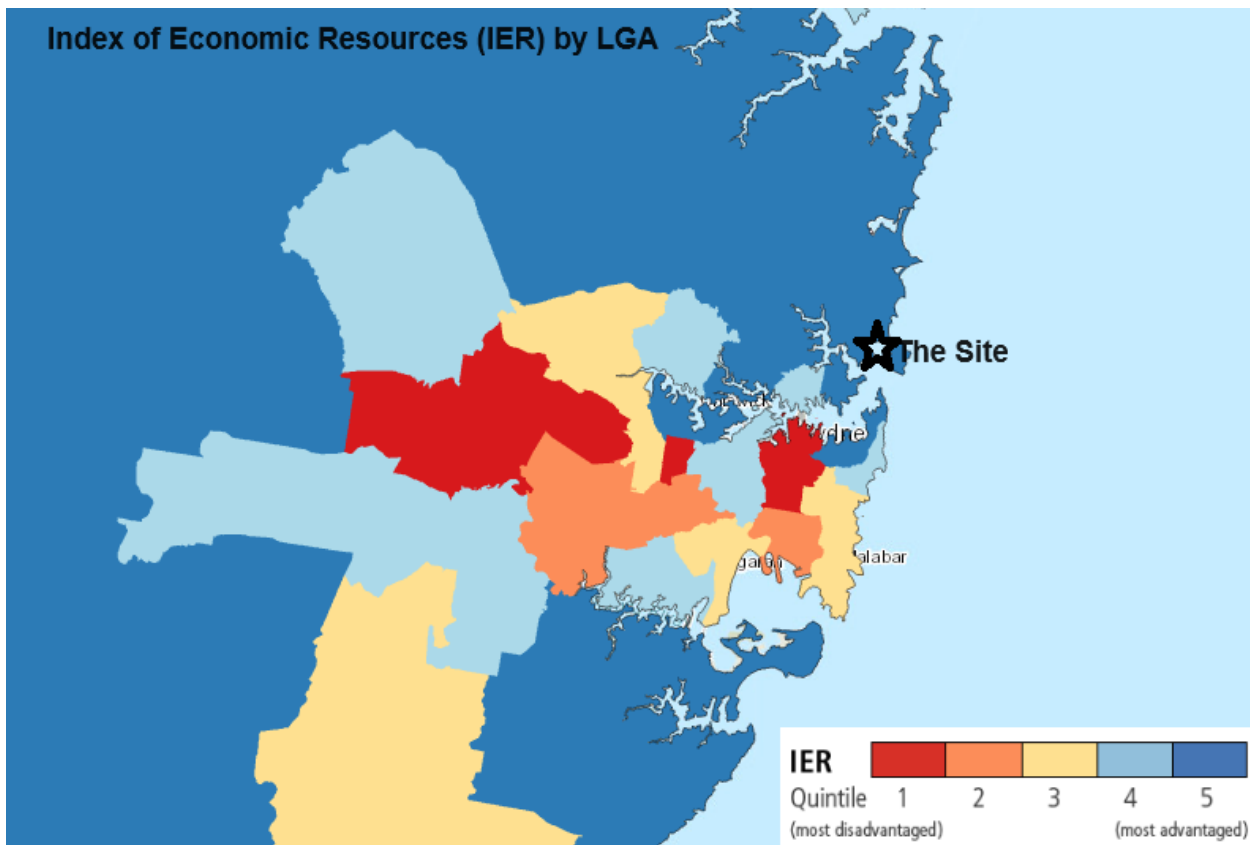 Index of Economic Resources (IER) by LGA
The Site
ydne
alabar
IER
Quintile 1 2 3 4 5
(most disadvantaged) (most advantaged)